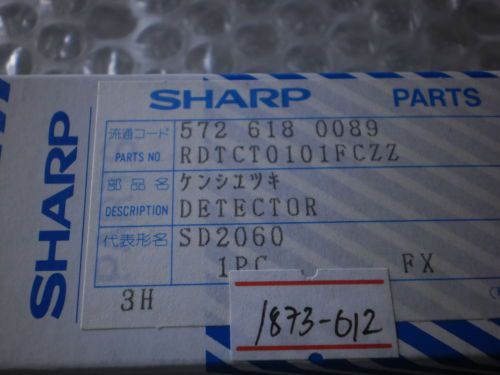 SHARP PARTS
SHARP
流通コード 572 618 0089
PARTS NO. RDTCT0101FCZZ
部品名 ケンシユツキ
DESCRIPTION DETECTOR
代表形名 SD2060
1PC FX
3H
1873-612